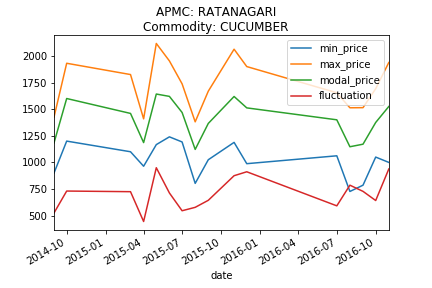 APMC: RATANAGARI
Commodity: CUCUMBER
min_price
max_price
modal_price
fluctuation
2000
1750
1500
1250
1000
750
500
2014-10
2015-01
2015-04
2015-07
2015-10
2016-01
2016-04
2016-07
2016-10
date